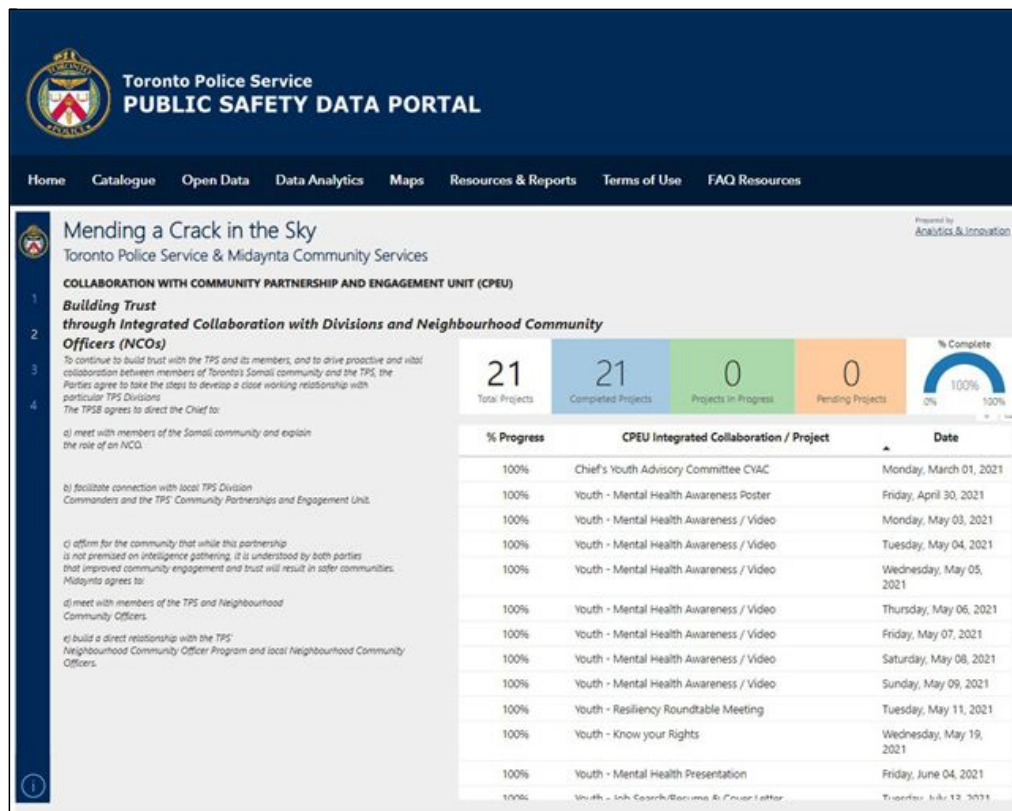 TORONTO
POLICE
Toronto Police Service
PUBLIC SAFETY DATA PORTAL
Home Catalogue Open Data Data Analytics Maps Resources & Reports Terms of Use FAQ Resources
Mending a Crack in the Sky
Toronto Police Service & Midaynta Community Services
Prepared by
Analytics & Innovation
1
2
3
4
COLLABORATION WITH COMMUNITY PARTNERSHIP AND ENGAGEMENT UNIT (CPEU)
Building Trust
through Integrated Collaboration with Divisions and Neighbourhood Community
Officers (NCOs)
To continue to build trust with the TPS and its members, and to drive proactive and vital
collaboration between members of Toronto's Somali community and the TPS, the
Parties agree to take the steps to develop a close working relationship with
particular TPS Divisions
The TPSB agrees to direct the Chief to:
a) meet with members of the Somali community and explain
the role of an NCO.
b) facilitate connection with local TPS Division
Commanders and the TPS' Community Partnerships and Engagement Unit.
c) affirm for the community that while this partnership
is not premised on intelligence gathering, it is understood by both parties
that improved community engagement and trust will result in safer communities.
Midaynta agrees to:
d) meet with members of the TPS and Neighbourhood
Community Officers.
e) build a direct relationship with the TPS'
Neighbourhood Community Officer Program and local Neighbourhood Community
Officers.
21
Total Projects
21
Completed Projects
0
Projects in Progress
0
Pending Projects
% Complete
100%
0% 100%
% Progress CPEU Integrated Collaboration / Project Date
100% Chief's Youth Advisory Committee CYAC Monday, March 01, 2021
100% Youth - Mental Health Awareness Poster Friday, April 30, 2021
100% Youth - Mental Health Awareness / Video Monday, May 03, 2021
100% Youth - Mental Health Awareness / Video Tuesday, May 04, 2021
100% Youth - Mental Health Awareness / Video Wednesday, May 05,
2021
100% Youth - Mental Health Awareness / Video Thursday, May 06, 2021
100% Youth - Mental Health Awareness / Video Friday, May 07, 2021
100% Youth - Mental Health Awareness / Video Saturday, May 08, 2021
100% Youth - Mental Health Awareness / Video Sunday, May 09, 2021
100% Youth - Resiliency Roundtable Meeting Tuesday, May 11, 2021
100% Youth - Know your Rights Wednesday, May 19,
2021
100% Youth - Mental Health Presentation Friday, June 04, 2021
100% Youth - Job Search/Resume & Cover Letter Tuesday, July 13, 2021